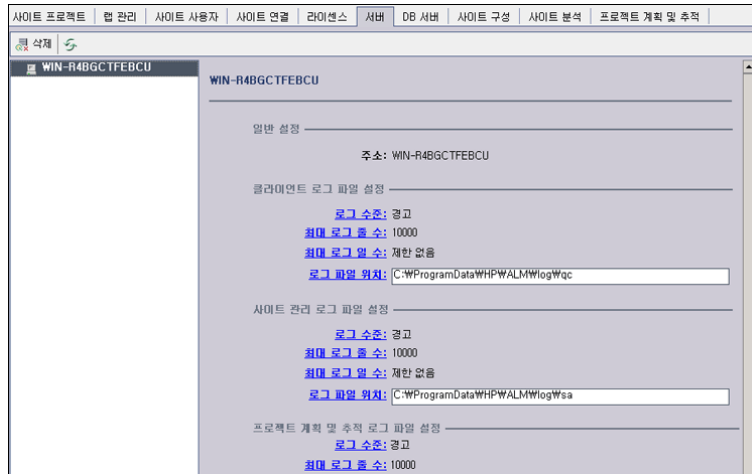 사이트 프로젝트 랩 관리 사이트 사용자 사이트 연결 라이센스 서버 DB 서버 사이트 구성 사이트 분석 프로젝트 계획 및 추적
삭제
WIN-R4BGCTFEBCU
WIN-R4BGCTFEBCU
일반 설정
주소: WIN-R4BGCTFEBCU
클라이언트 로그 파일 설정
로그 수준: 경고
최대 로그 줄 수: 10000
최대 로그 일 수: 제한 없음
로그 파일 위치: C:₩ProgramData₩HP₩ALM₩log₩qc
사이트 관리 로그 파일 설정
로그 수준: 경고
최대 로그 줄 수: 10000
최대 로그 일 수: 제한 없음
로그 파일 위치: C:₩ProgramData₩HP₩ALM₩log₩sa
프로젝트 계획 및 추적 로그 파일 설정
로그 수준: 경고
최대 로그 줄 수: 10000